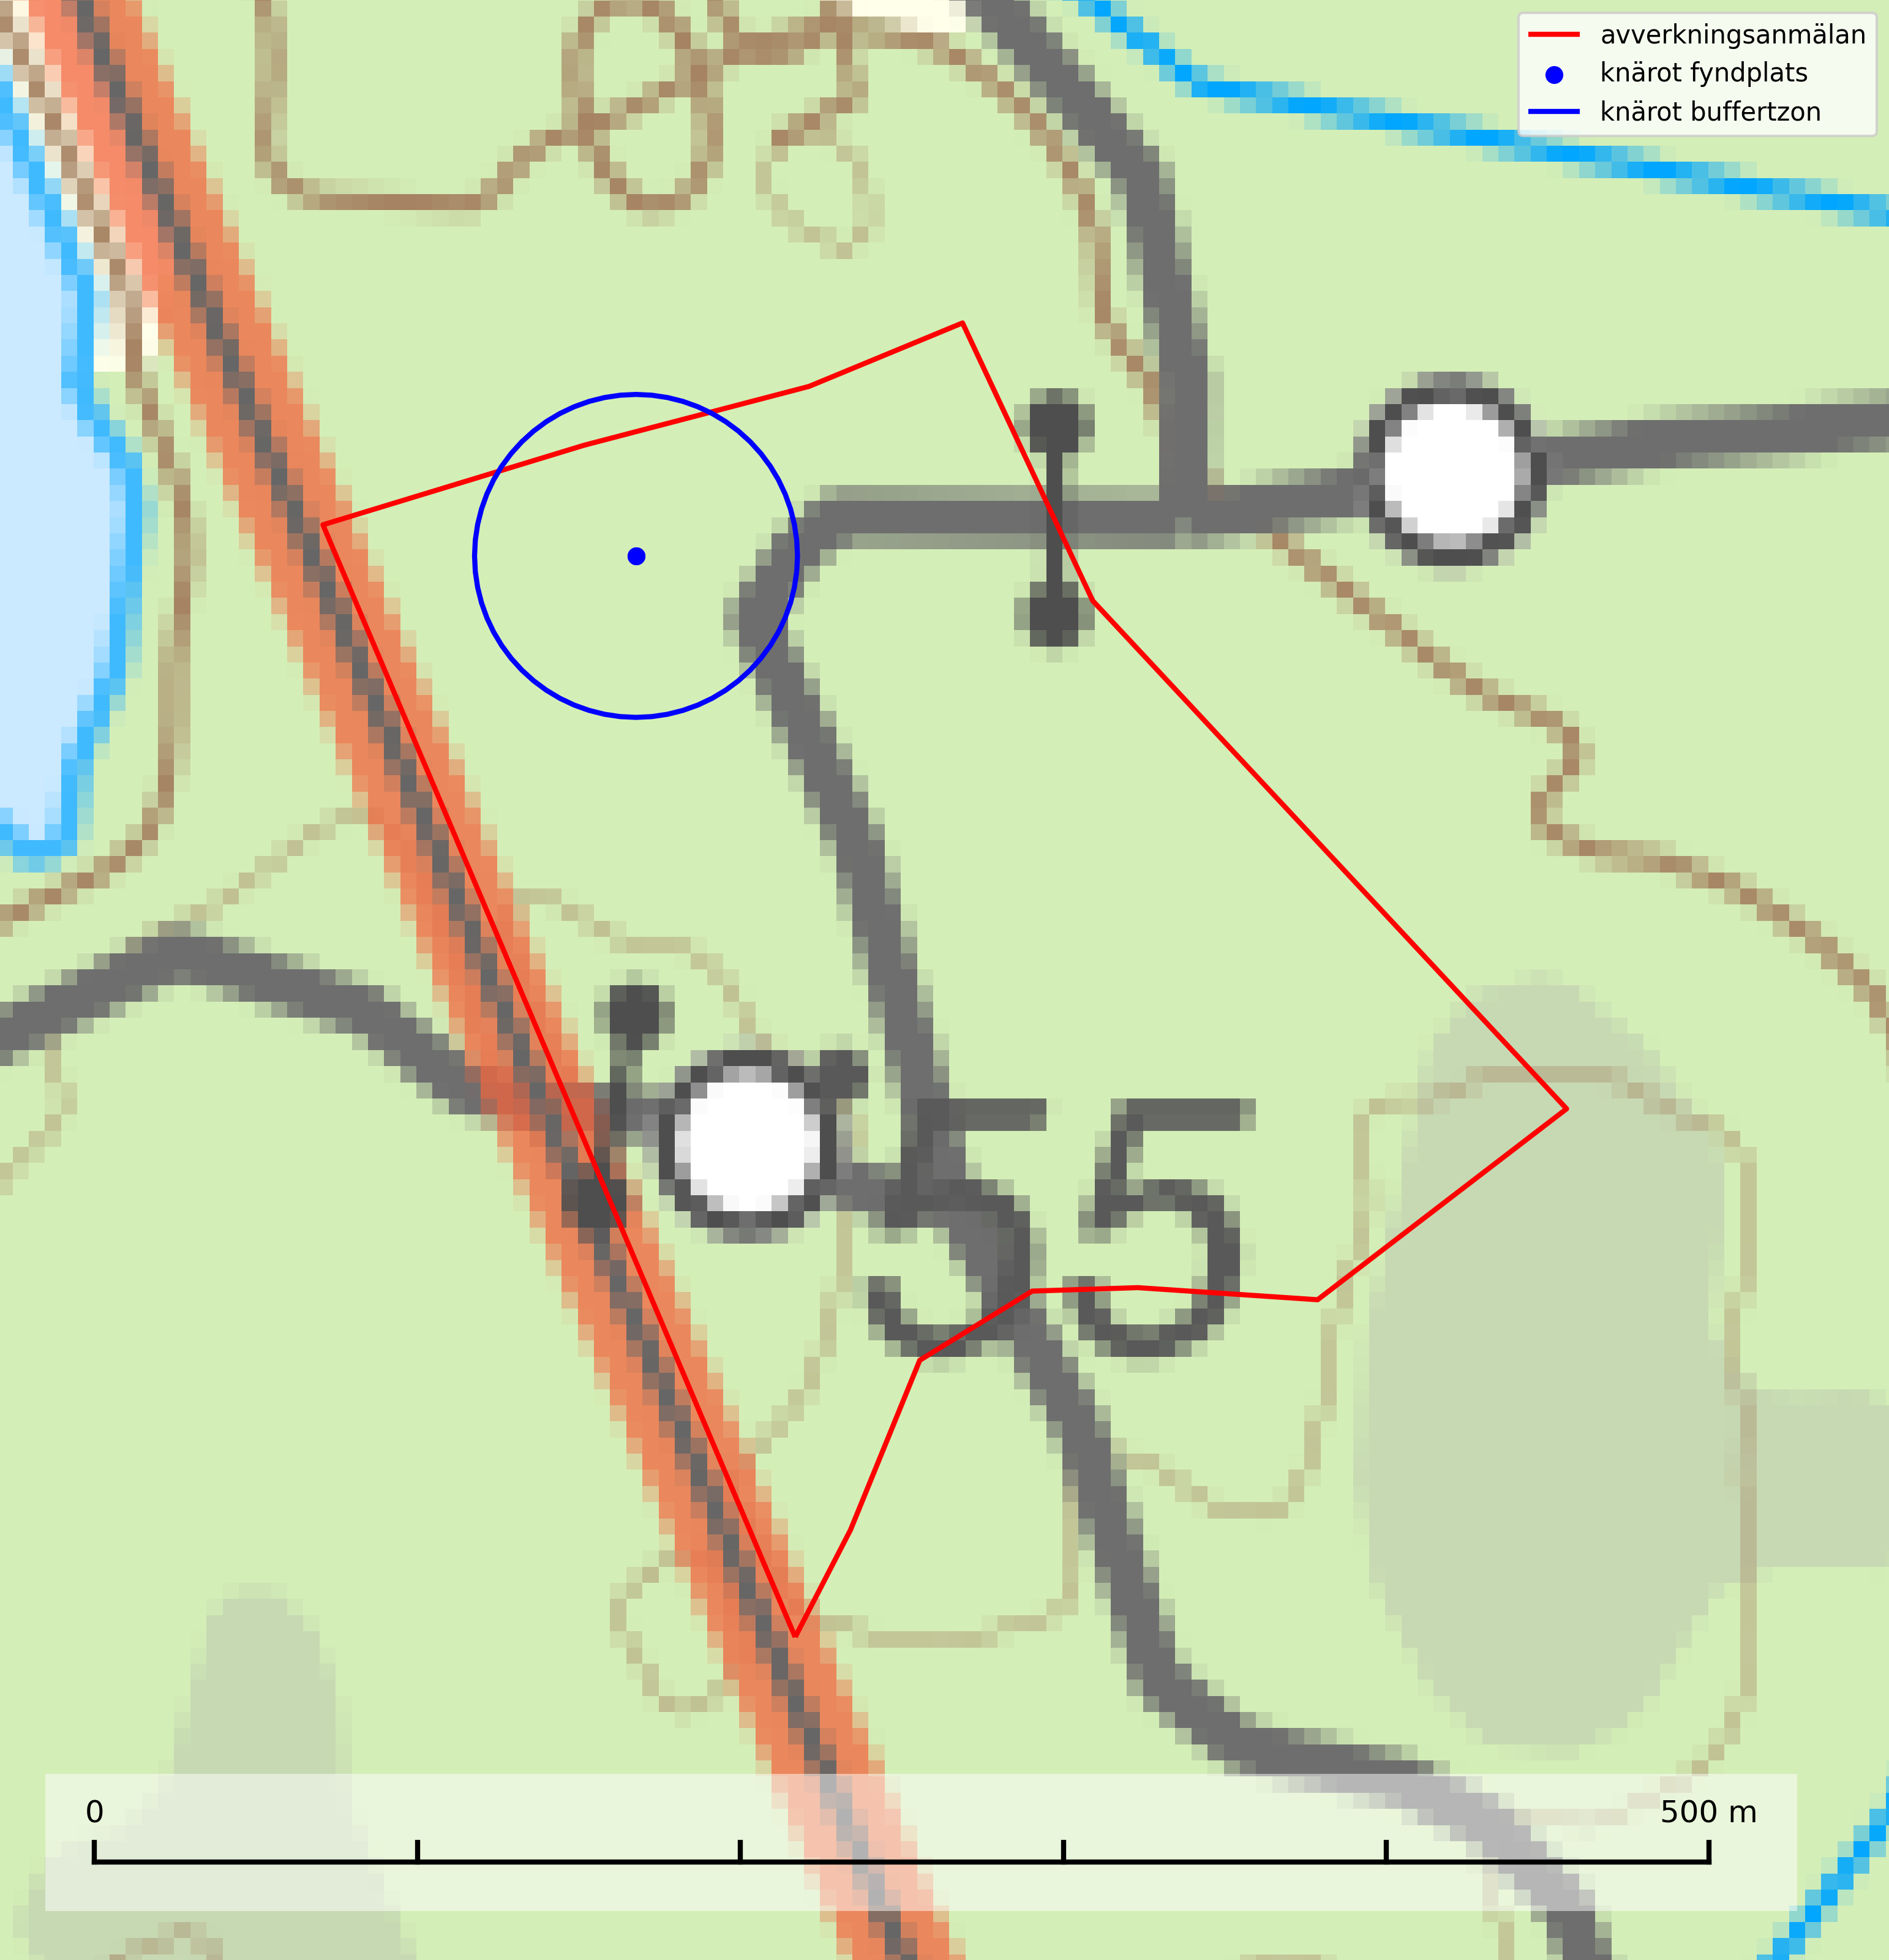 avverkningsanmälan
knärot fyndplats
knärot buffertzon
55
0 500 m